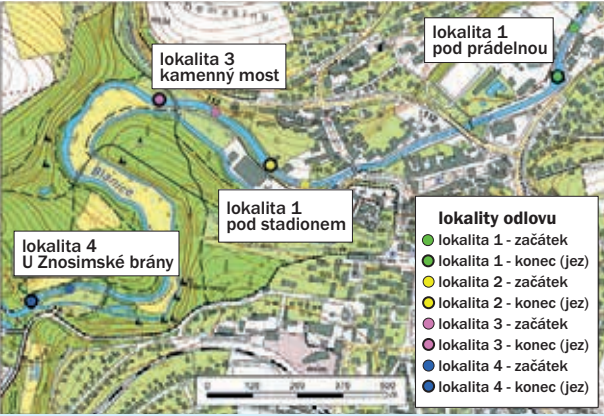 lokalita 1
pod prádelnou
lokalita 3
kamenný most
Blanice
lokalita 1
pod stadionem
lokalita 4
U Znosimské brány
lokality odlovu
lokalita 1 - začátek
lokalita 1 - konec (jez)
lokalita 2 - začátek
lokalita 2 - konec (jez)
lokalita 3 - začátek
lokalita 3 - konec (jez)
lokalita 4 - začátek
lokalita 4 - konec (jez)